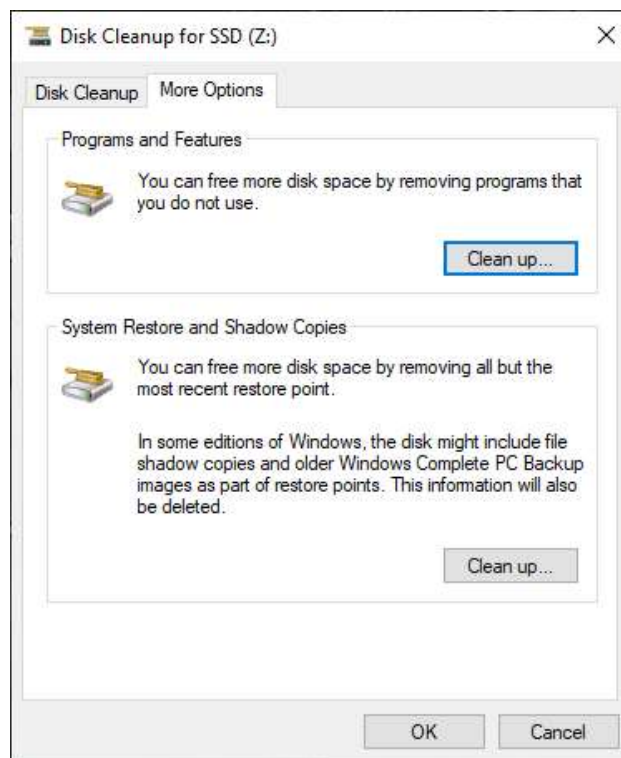 Disk Cleanup for SSD (Z:)
Disk Cleanup
More Options
Programs and Features
You can free more disk space by removing programs that
you do not use.
Clean up...
System Restore and Shadow Copies
You can free more disk space by removing all but the
most recent restore point.
In some editions of Windows, the disk might include file
shadow copies and older Windows Complete PC Backup
images as part of restore points. This information will also
be deleted.
Clean up...
OK
Cancel